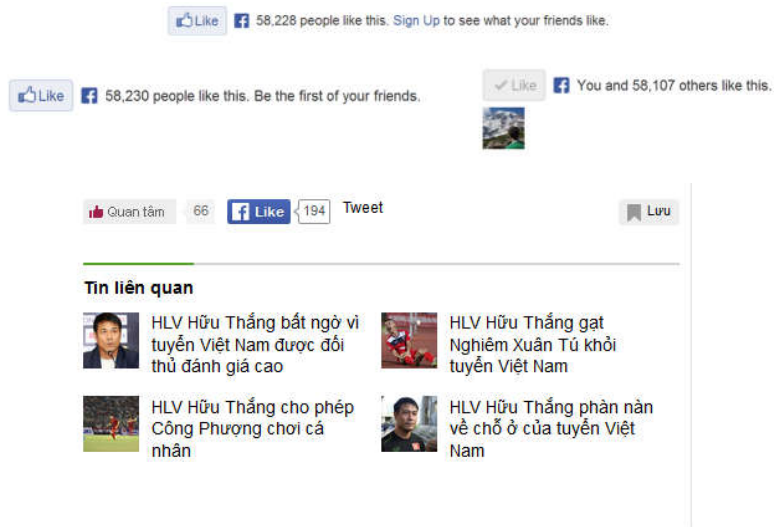 Like 58,228 people like this. Sign Up to see what your friends like.
Like 58,230 people like this. Be the first of your friends.
Like You and 58,107 others like this.
Quan tâm 66 Like 194 Tweet Lưu
Tin liên quan
HLV Hữu Thắng bất ngờ vì
tuyển Việt Nam được đối
thủ đánh giá cao
HLV Hữu Thắng gạt
Nghiêm Xuân Tú khỏi
tuyển Việt Nam
HLV Hữu Thắng cho phép
Công Phượng chơi cá
nhân
HLV Hữu Thắng phàn nàn
về chỗ ở của tuyển Việt
Nam